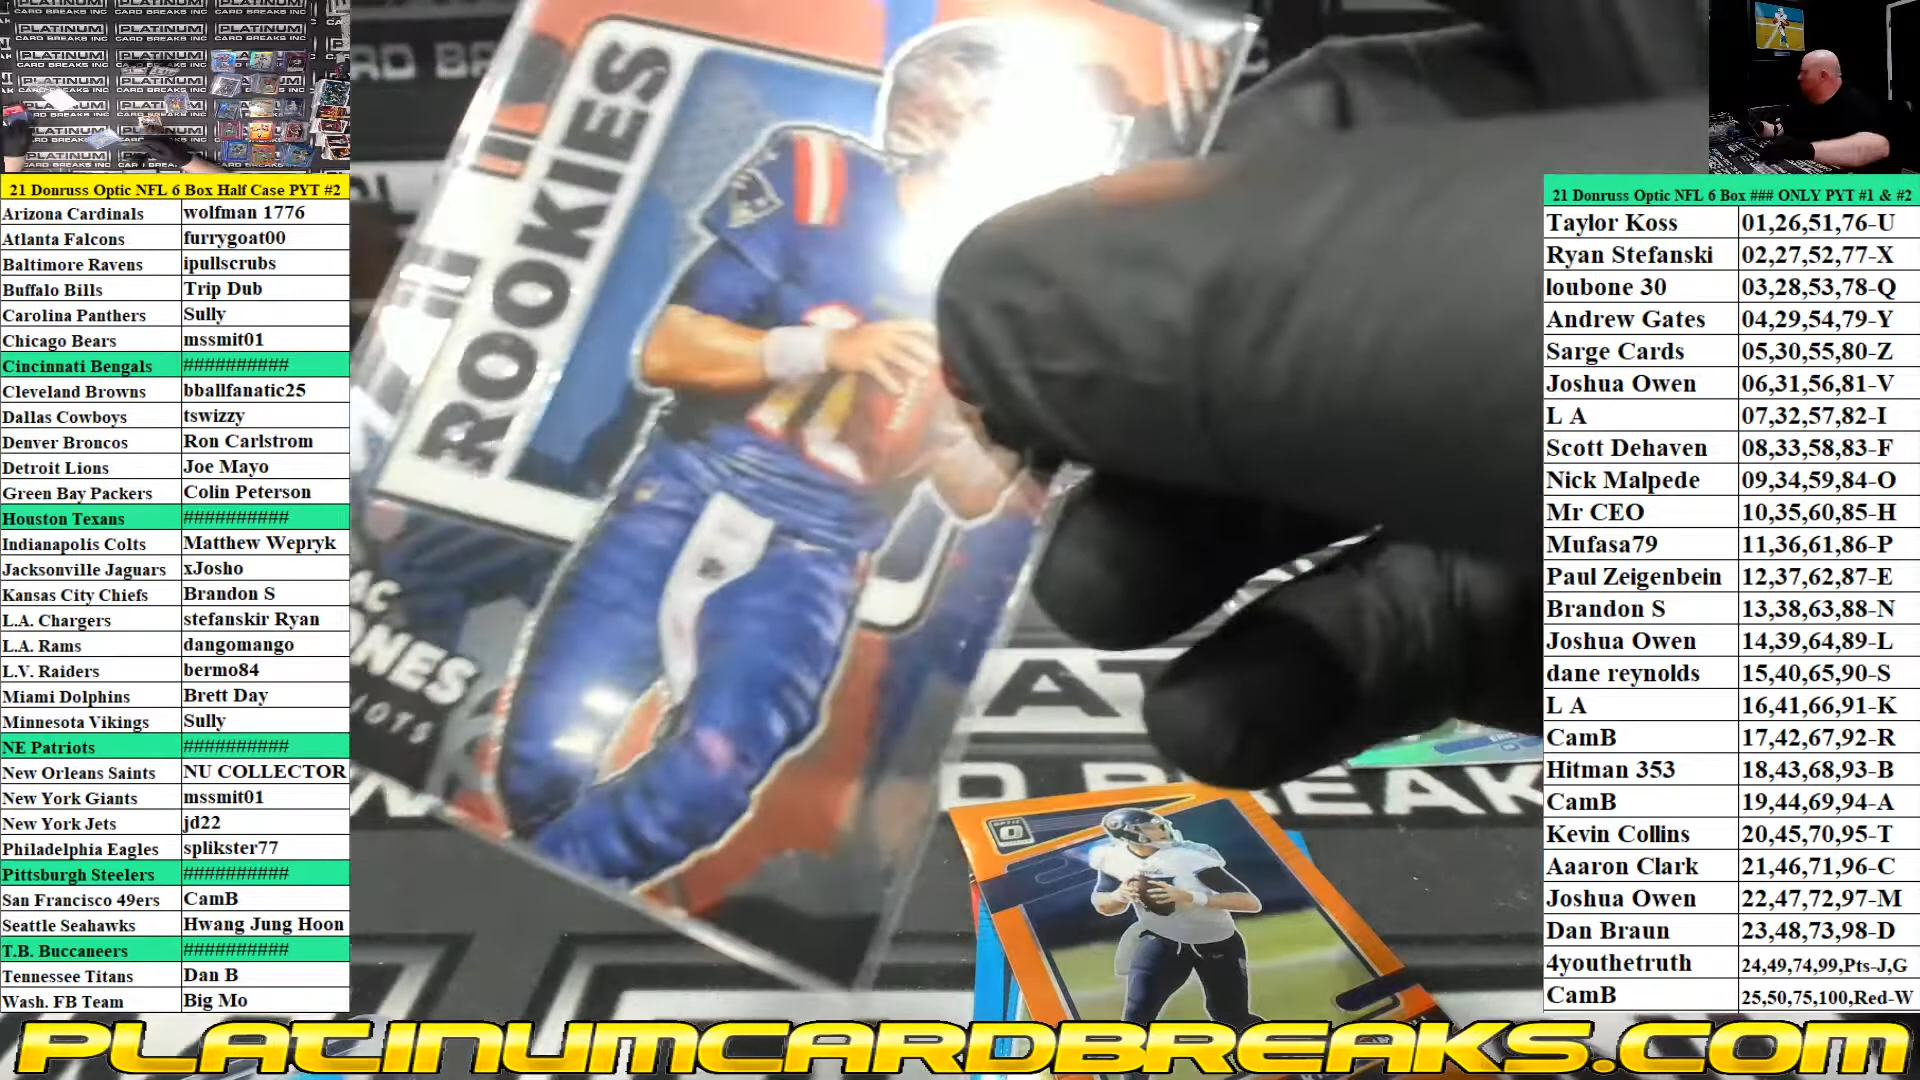 21 Donruss Optic NFL 6 Box Half Case PYT #2
Arizona Cardinals wolfman 1776
Atlanta Falcons furrygoat00
Baltimore Ravens ipullscrubs
Buffalo Bills Trip Dub
Carolina Panthers Sully
Chicago Bears mssmit01
Cincinnati Bengals ##########
Cleveland Browns bballfanatic25
Dallas Cowboys tswizzy
Denver Broncos Ron Carlstrom
Detroit Lions Joe Mayo
Green Bay Packers Colin Peterson
Houston Texans ##########
Indianapolis Colts Matthew Wepryk
Jacksonville Jaguars xJosho
Kansas City Chiefs Brandon S
L.A. Chargers stefanskir Ryan
L.A. Rams dangomango
L.V. Raiders bermo84
Miami Dolphins Brett Day
Minnesota Vikings Sully
NE Patriots ##########
New Orleans Saints NU COLLECTOR
New York Giants mssmit01
New York Jets jd22
Philadelphia Eagles splikster77
Pittsburgh Steelers ##########
San Francisco 49ers CamB
Seattle Seahawks Hwang Jung Hoon
T.B. Buccaneers ##########
Tennessee Titans Dan B
Wash. FB Team Big Mo
ROOKIES
OPTIC
21 Donruss Optic NFL 6 Box ### ONLY PYT #1 & #2
Taylor Koss 01,26,51,76-U
Ryan Stefanski 02,27,52,77-X
loubone 30 03,28,53,78-Q
Andrew Gates 04,29,54,79-Y
Sarge Cards 05,30,55,80-Z
Joshua Owen 06,31,56,81-V
L A 07,32,57,82-I
Scott Dehaven 08,33,58,83-F
Nick Malpede 09,34,59,84-O
Mr CEO 10,35,60,85-H
Mufasa79 11,36,61,86-P
Paul Zeigenbein 12,37,62,87-E
Brandon S 13,38,63,88-N
Joshua Owen 14,39,64,89-L
dane reynolds 15,40,65,90-S
L A 16,41,66,91-K
CamB 17,42,67,92-R
Hitman 353 18,43,68,93-B
CamB 19,44,69,94-A
Kevin Collins 20,45,70,95-T
Aaaron Clark 21,46,71,96-C
Joshua Owen 22,47,72,97-M
Dan Braun 23,48,73,98-D
4youthetruth 24,49,74,99,Pts-J,G
CamB 25,50,75,100,Red-W
PLATINUMCARDBREAKS.COM